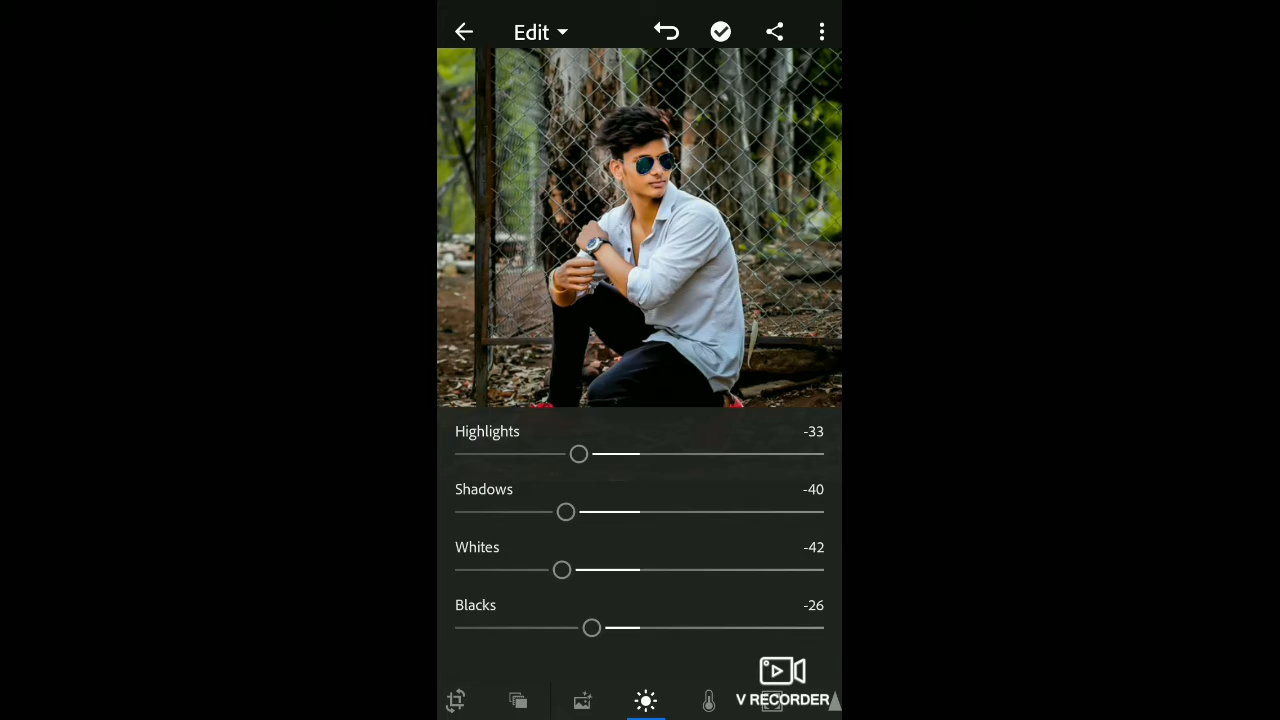 Edit
Highlights -33
Shadows -40
Whites -42
Blacks -26
V RECORDER